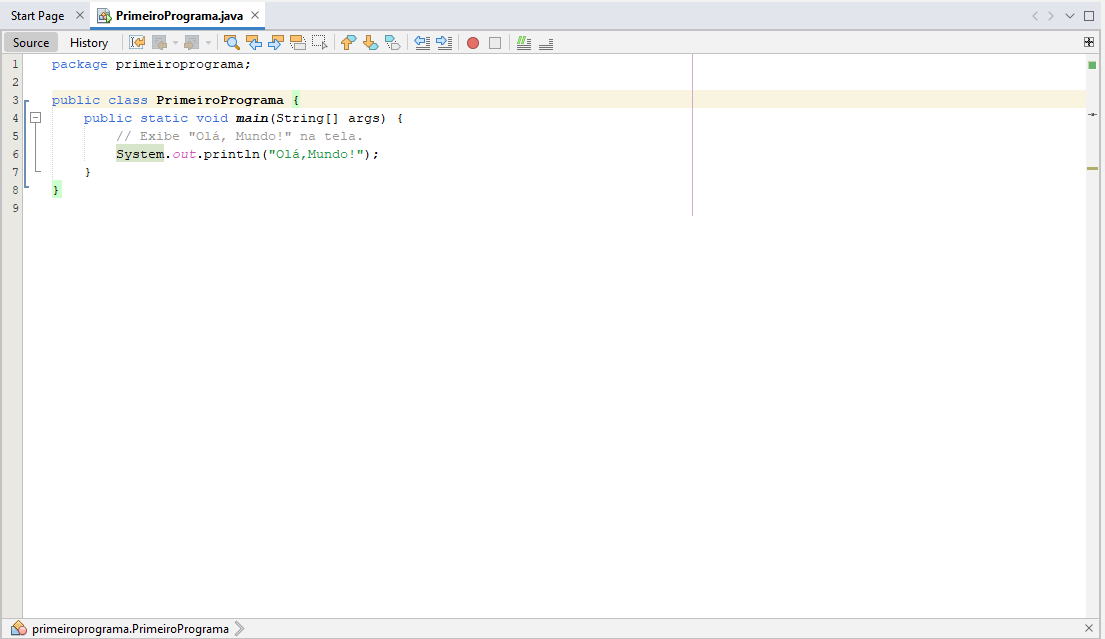 Start Page PrimeiroPrograma.java
Source History
1 package primeiroprograma;
2
3 public class PrimeiroPrograma {
4 public static void main(String[] args) {
5 // Exibe "Olá, Mundo!" na tela.
6 System.out.println("Olá,Mundo!");
7 }
8 }
9
primeiroprograma.PrimeiroPrograma